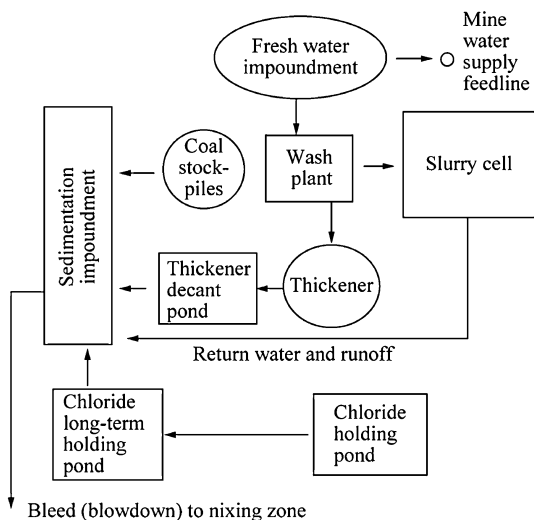 Fresh water
impoundment
Mine
water
supply
feedline
Sedimentation
impoundment
Coal
stock-
piles
Wash
plant
Slurry cell
Thickener
decant
pond
Thickener
Return water and runoff
Chloride
long-term
holding
pond
Chloride
holding
pond
Bleed (blowdown) to nixing zone